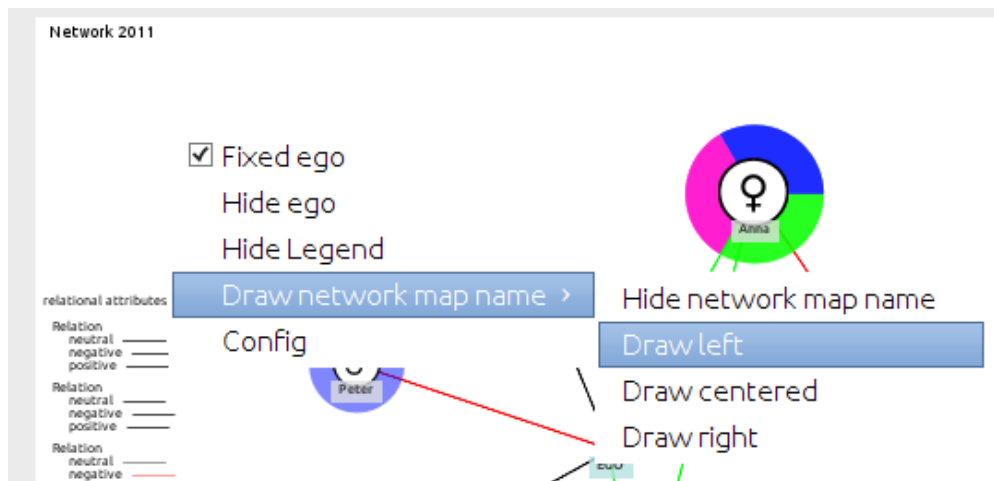 Network 2011
Fixed ego
Hide ego
Hide Legend
Draw network map name ›
Config
Hide network map name
Draw left
Draw centered
Draw right
Anna
Peter
EGO
relational attributes
Relation
neutral
negative
positive
Relation
neutral
negative
positive
Relation
neutral
negative